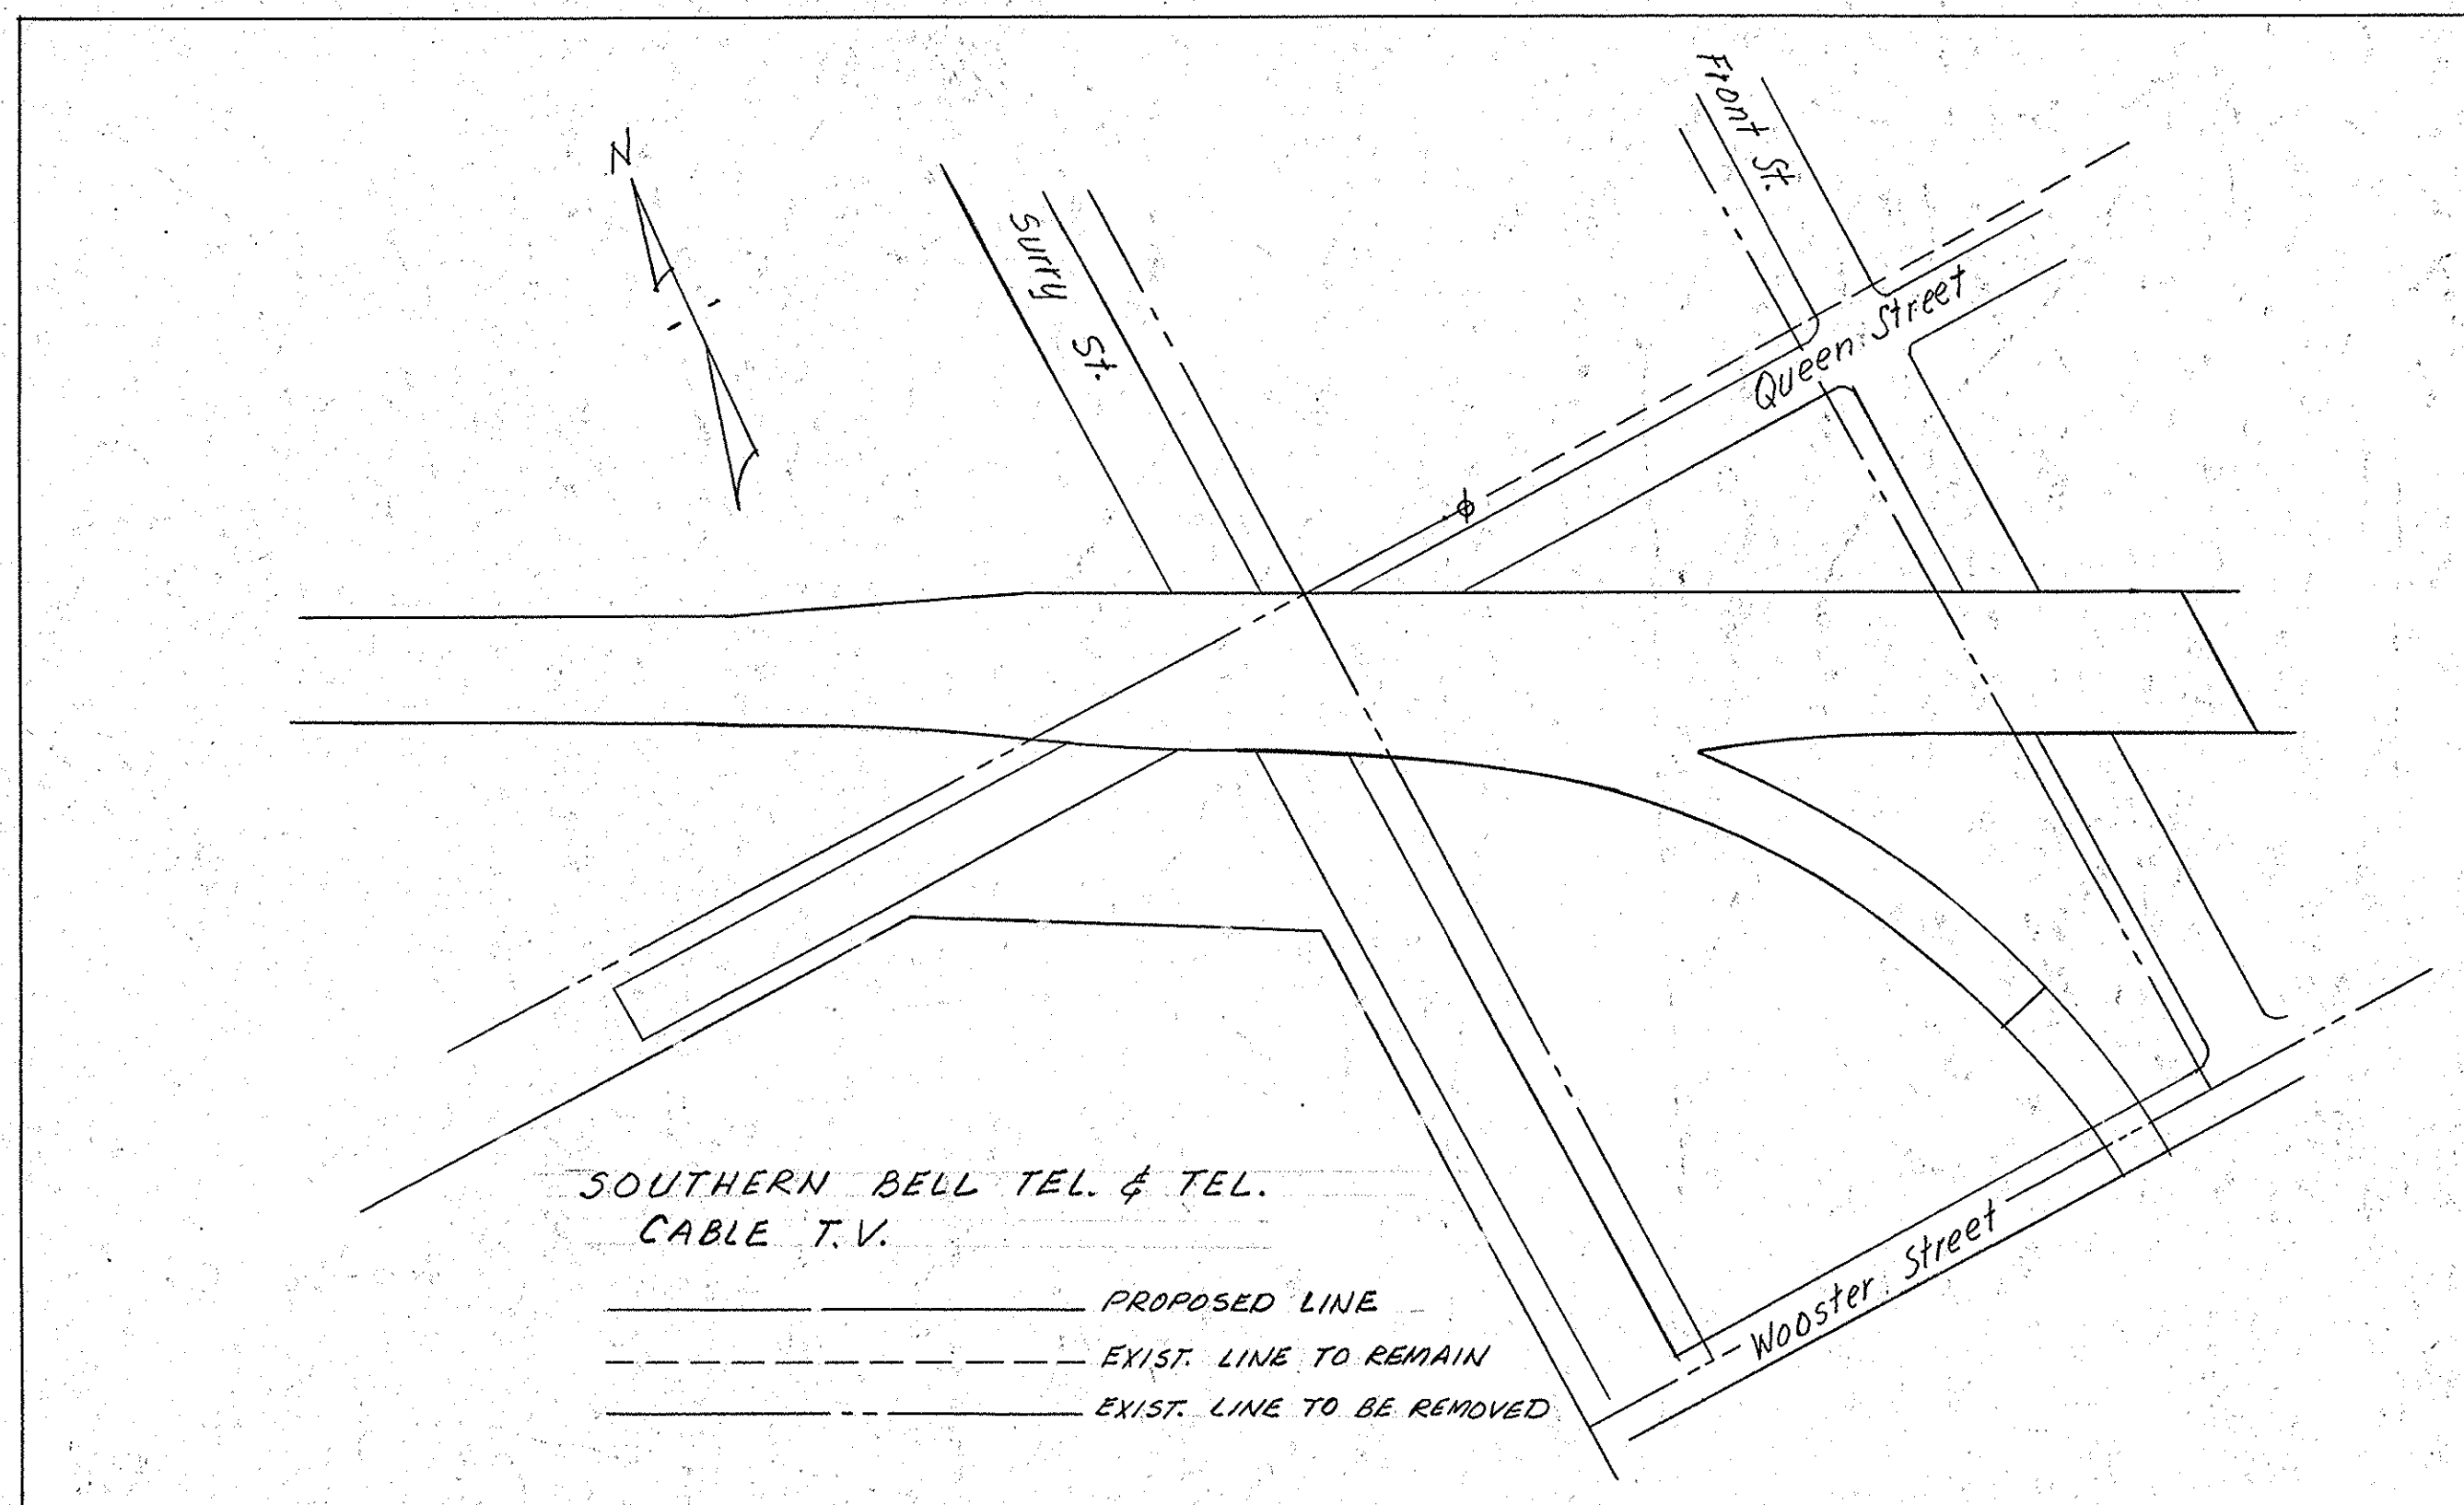 N
Surry St.
Front St.
Queen Street
Wooster Street
SOUTHERN BELL TEL. & TEL.
CABLE T.V.
PROPOSED LINE
EXIST. LINE TO REMAIN
EXIST. LINE TO BE REMOVED